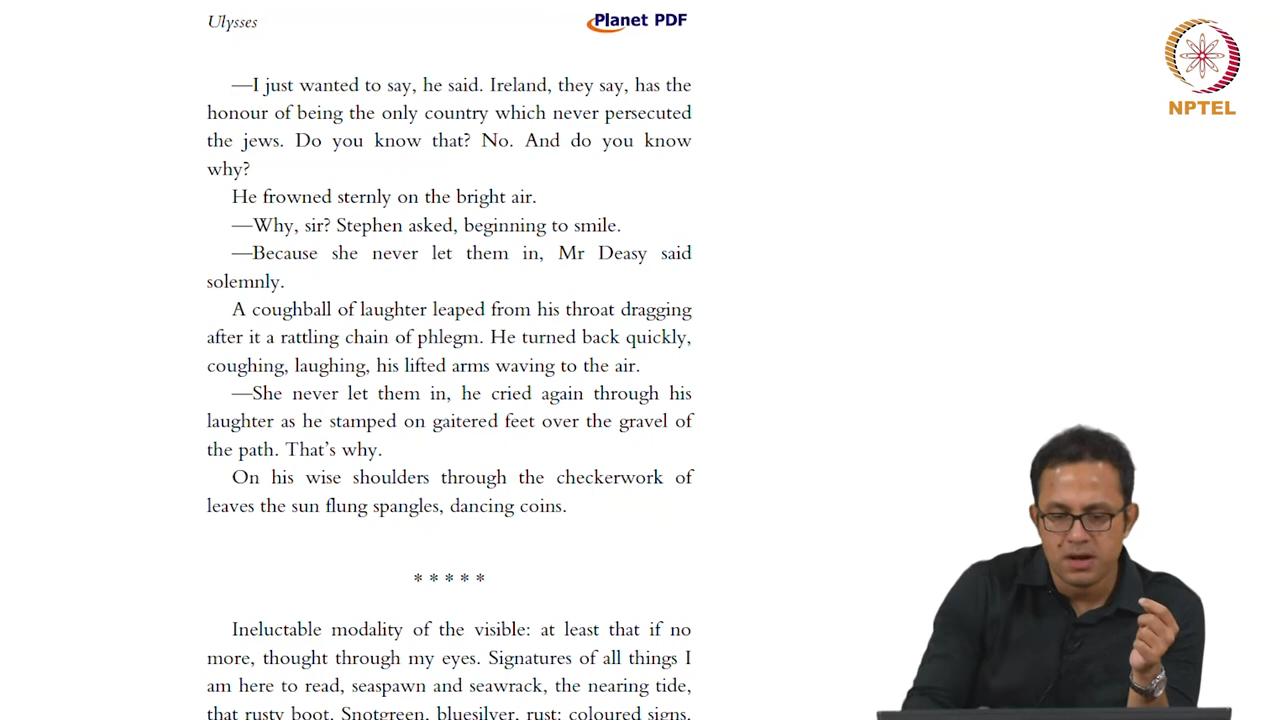 Ulysses
Planet PDF
NPTEL
—I just wanted to say, he said. Ireland, they say, has the
honour of being the only country which never persecuted
the jews. Do you know that? No. And do you know
why?
He frowned sternly on the bright air.
—Why, sir? Stephen asked, beginning to smile.
—Because she never let them in, Mr Deasy said
solemnly.
A coughball of laughter leaped from his throat dragging
after it a rattling chain of phlegm. He turned back quickly,
coughing, laughing, his lifted arms waving to the air.
—She never let them in, he cried again through his
laughter as he stamped on gaitered feet over the gravel of
the path. That's why.
On his wise shoulders through the checkerwork of
leaves the sun flung spangles, dancing coins.
* * * * *
Ineluctable modality of the visible: at least that if no
more, thought through my eyes. Signatures of all things I
am here to read, seaspawn and seawrack, the nearing tide,
that rusty boot. Snotgreen, bluesilver, rust: coloured signs.